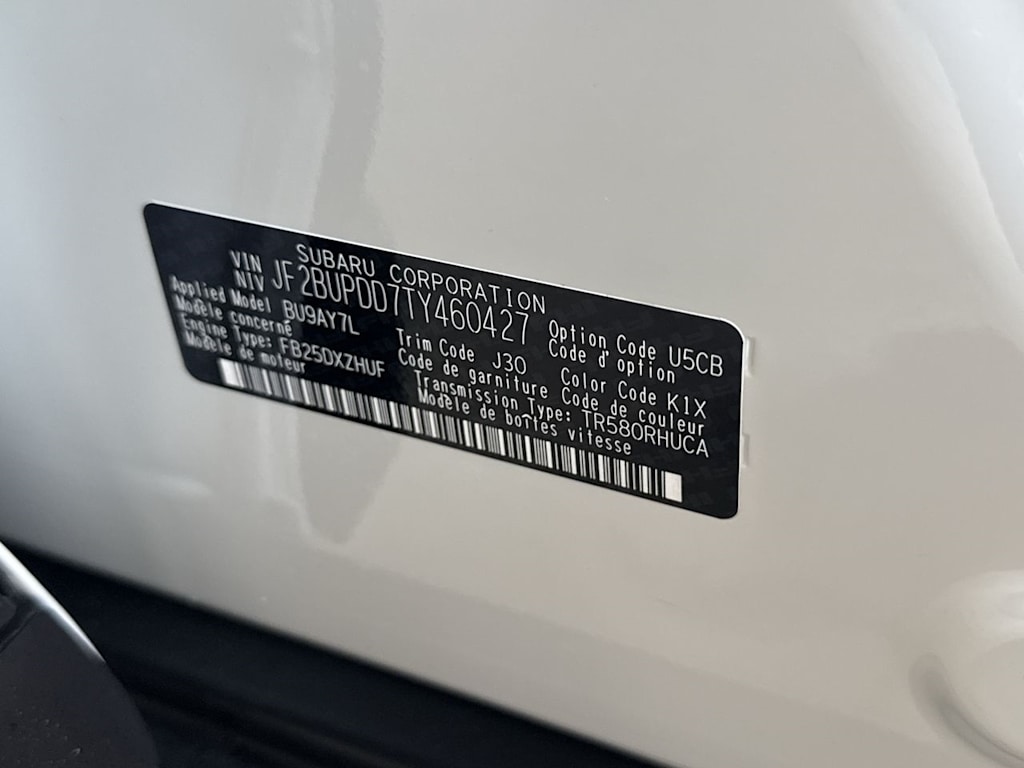 SUBARU CORPORATION
VIN
NIV JF2BUPDD7TY460427
Applied Model BU9AY7L
Modèle concerné
Engine Type: FB25DXZHUF
Modèle de moteur
Option Code U5CB
Code d'option
Trim Code J30
Code de garniture
Color Code K1X
Code de couleur
Transmission Type: TR580RHUCA
Modèle de boîtes vitesse